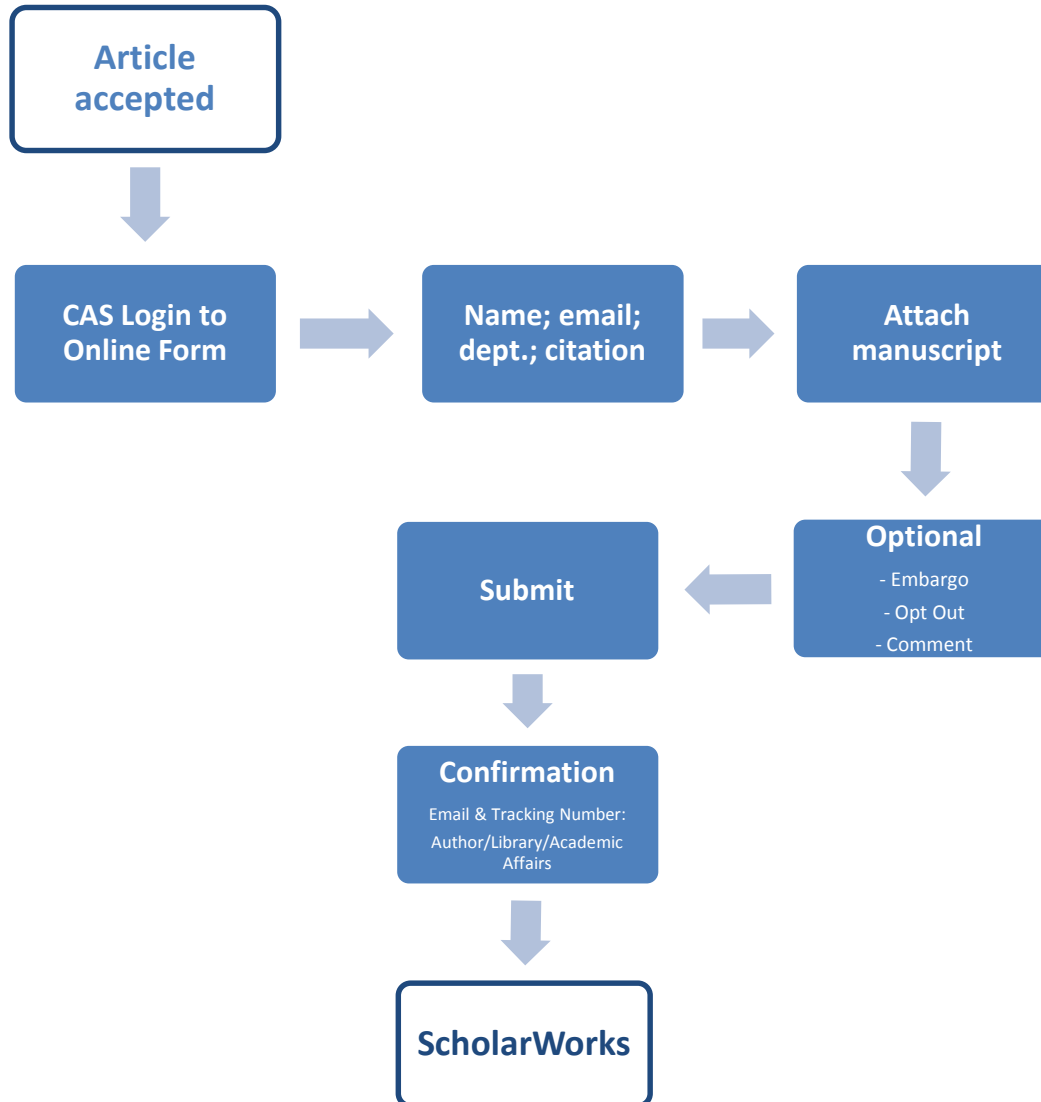 Article
accepted
CAS Login to
Online Form
Name; email;
dept.; citation
Attach
manuscript
Optional
- Embargo
- Opt Out
- Comment
Submit
Confirmation
Email & Tracking Number:
Author/Library/Academic
Affairs
ScholarWorks